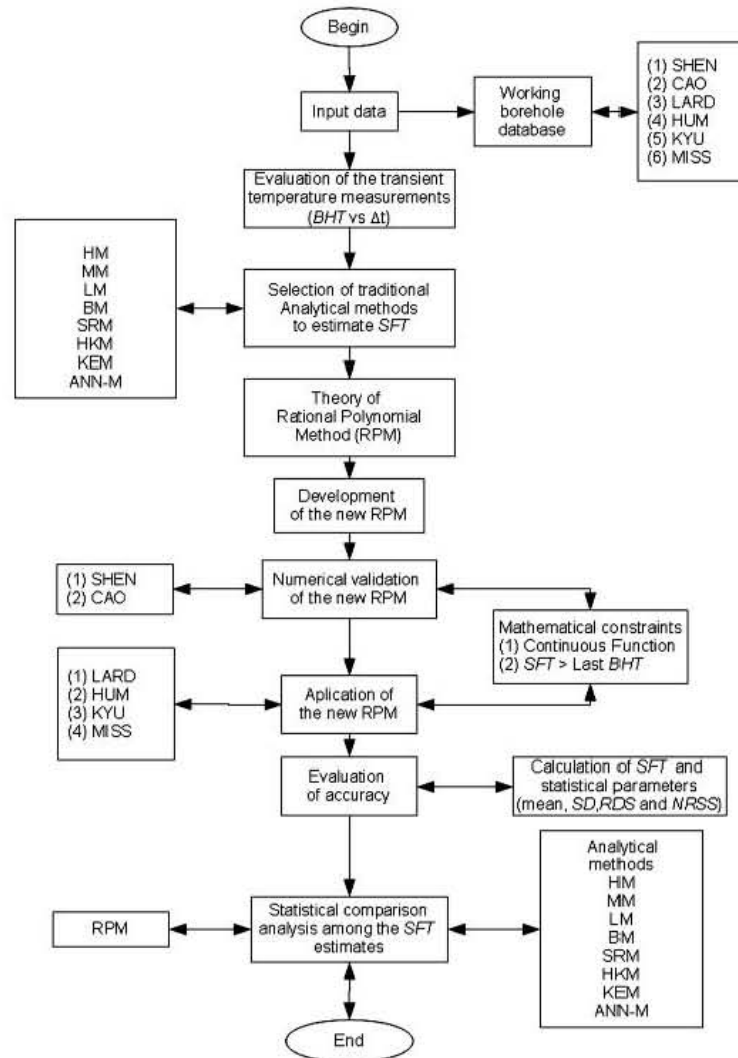 Begin
Input data
Working
borehole
database
(1) SHEN
(2) CAO
(3) LARD
(4) HUM
(5) KYU
(6) MISS
Evaluation of the transient
temperature measurements
(BHT vs Δt)
HM
MM
LM
BM
SRM
HKM
KEM
ANN-M
Selection of traditional
Analytical methods
to estimate SFT
Theory of
Rational Polynomial
Method (RPM)
Development
of the new RPM
(1) SHEN
(2) CAO
Numerical validation
of the new RPM
Mathematical constraints
(1) Continuous Function
(2) SFT > Last BHT
(1) LARD
(2) HUM
(3) KYU
(4) MISS
Aplication of
the new RPM
Evaluation
of accuracy
Calculation of SFT and
statistical parameters
(mean, SD,RDS and NRSS)
RPM
Statistical comparison
analysis among the SFT
estimates
Analytical
methods
HM
MM
LM
BM
SRM
HKM
KEM
ANN-M
End